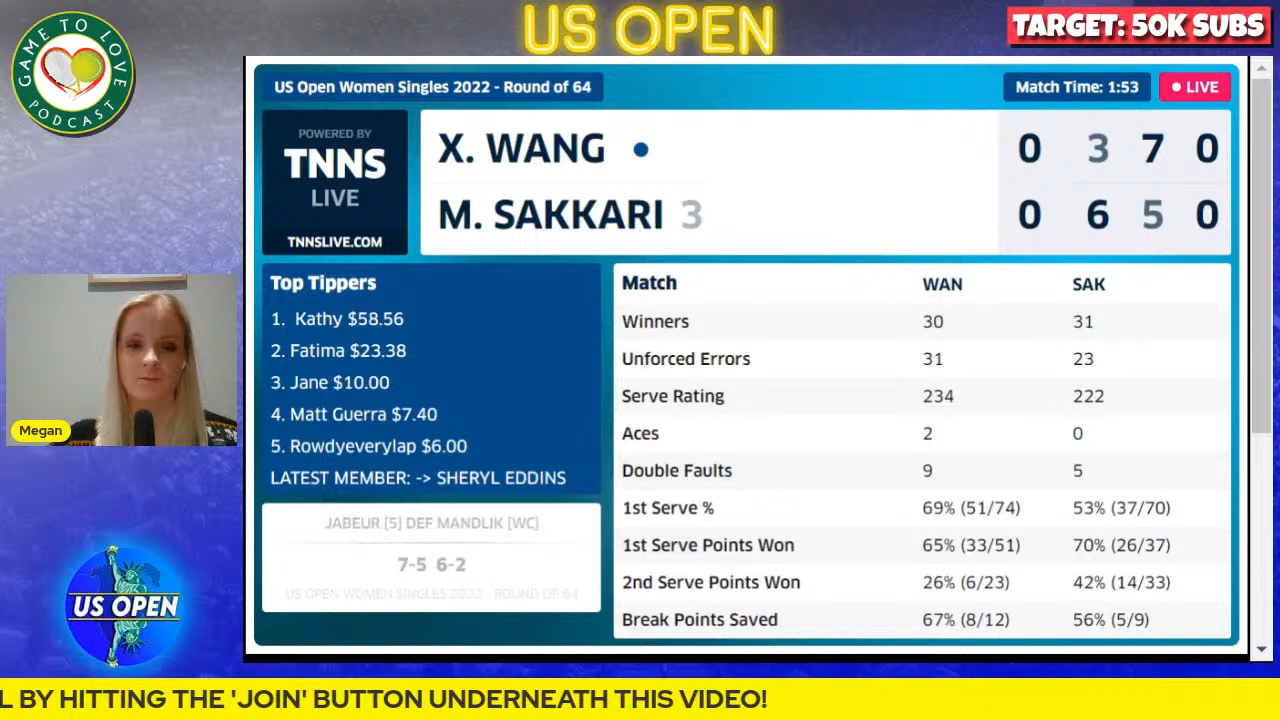 US OPEN
TARGET: 50K SUBS
GAME TO LOVE
PODCAST
US Open Women Singles 2022 - Round of 64
Match Time: 1:53
LIVE
POWERED BY
TNNS
LIVE
TNNSLIVE.COM
X. WANG 0 3 7 0
M. SAKKARI 3 0 6 5 0
Top Tippers
1. Kathy $58.56
2. Fatima $23.38
3. Jane $10.00
4. Matt Guerra $7.40
5. Rowdyeverylap $6.00
LATEST MEMBER: -> SHERYL EDDINS
JABEUR [5] DEF MANDLIK [WC]
7-5 6-2
US OPEN WOMEN SINGLES 2022 - ROUND OF 64
Match WAN SAK
Winners 30 31
Unforced Errors 31 23
Serve Rating 234 222
Aces 2 0
Double Faults 9 5
1st Serve % 69% (51/74) 53% (37/70)
1st Serve Points Won 65% (33/51) 70% (26/37)
2nd Serve Points Won 26% (6/23) 42% (14/33)
Break Points Saved 67% (8/12) 56% (5/9)
Megan
US OPEN
L BY HITTING THE 'JOIN' BUTTON UNDERNEATH THIS VIDEO!